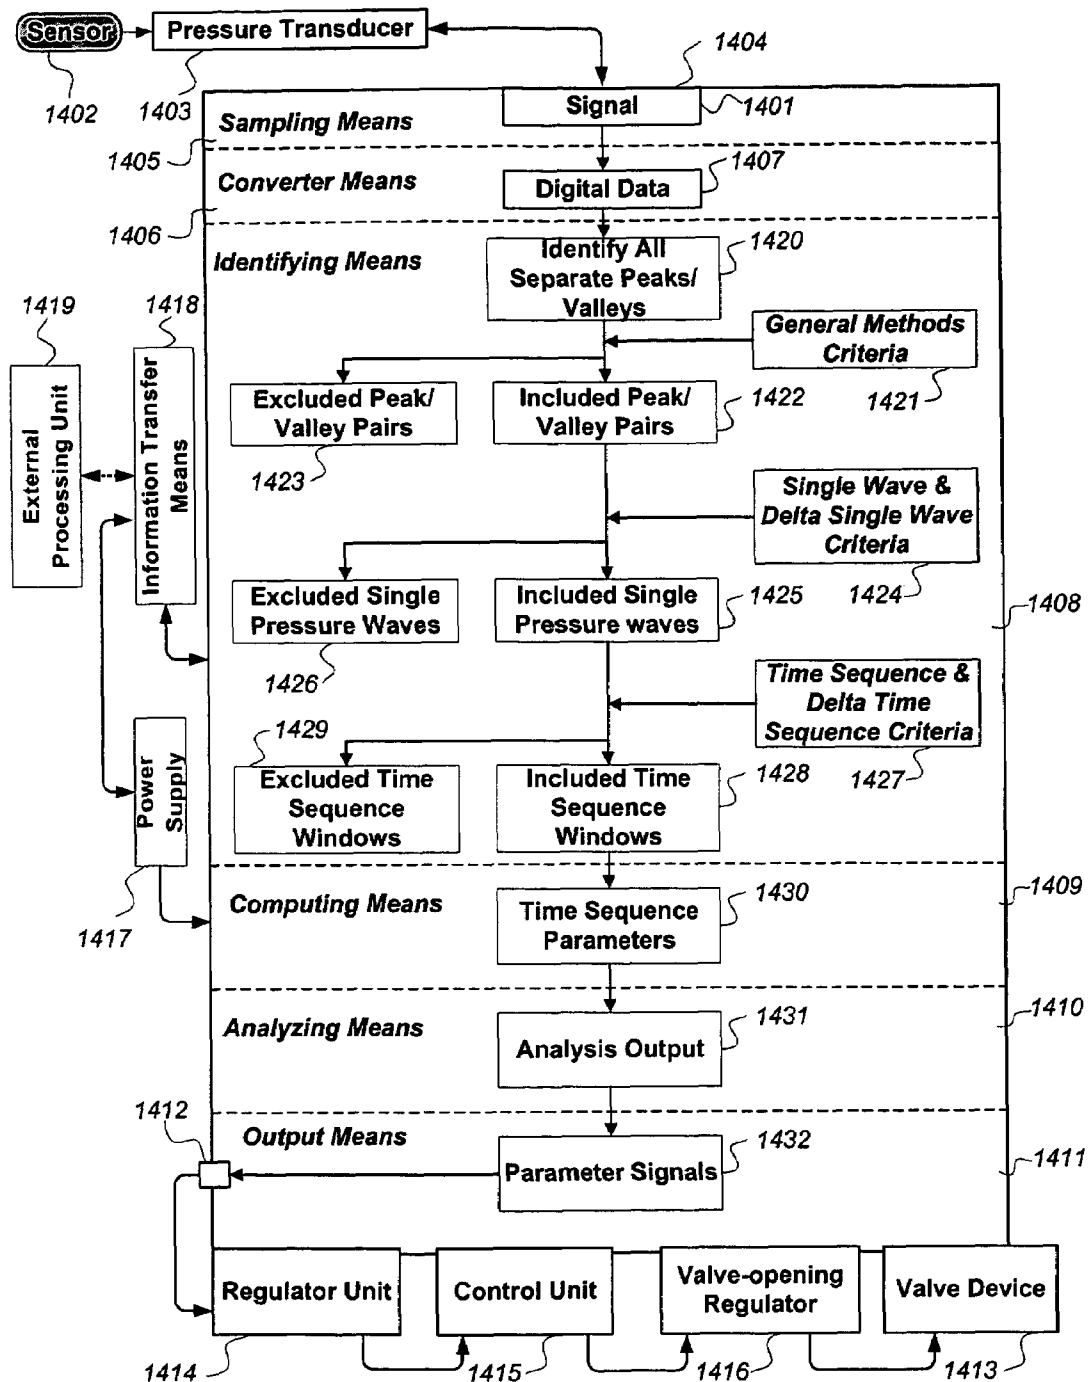 Sensor
Pressure Transducer
1402
1403
1404
Signal
1401
Sampling Means
1405
Converter Means
Digital Data
1407
1406
Identifying Means
Identify All
Separate Peaks/
Valleys
1420
1419
1418
General Methods
Criteria
1421
External
Processing Unit
Information Transfer
Means
Excluded Peak/
Valley Pairs
1423
Included Peak/
Valley Pairs
1422
Single Wave &
Delta Single Wave
Criteria
1424
Excluded Single
Pressure Waves
1426
Included Single
Pressure waves
1425
1408
Time Sequence &
Delta Time
Sequence Criteria
1427
1429
Excluded Time
Sequence
Windows
Included Time
Sequence
Windows
1428
Power
Supply
1417
Computing Means
Time Sequence
Parameters
1430
1409
Analyzing Means
Analysis Output
1431
1410
1412
Output Means
Parameter Signals
1432
1411
Regulator Unit
Control Unit
Valve-opening
Regulator
Valve Device
1414
1415
1416
1413